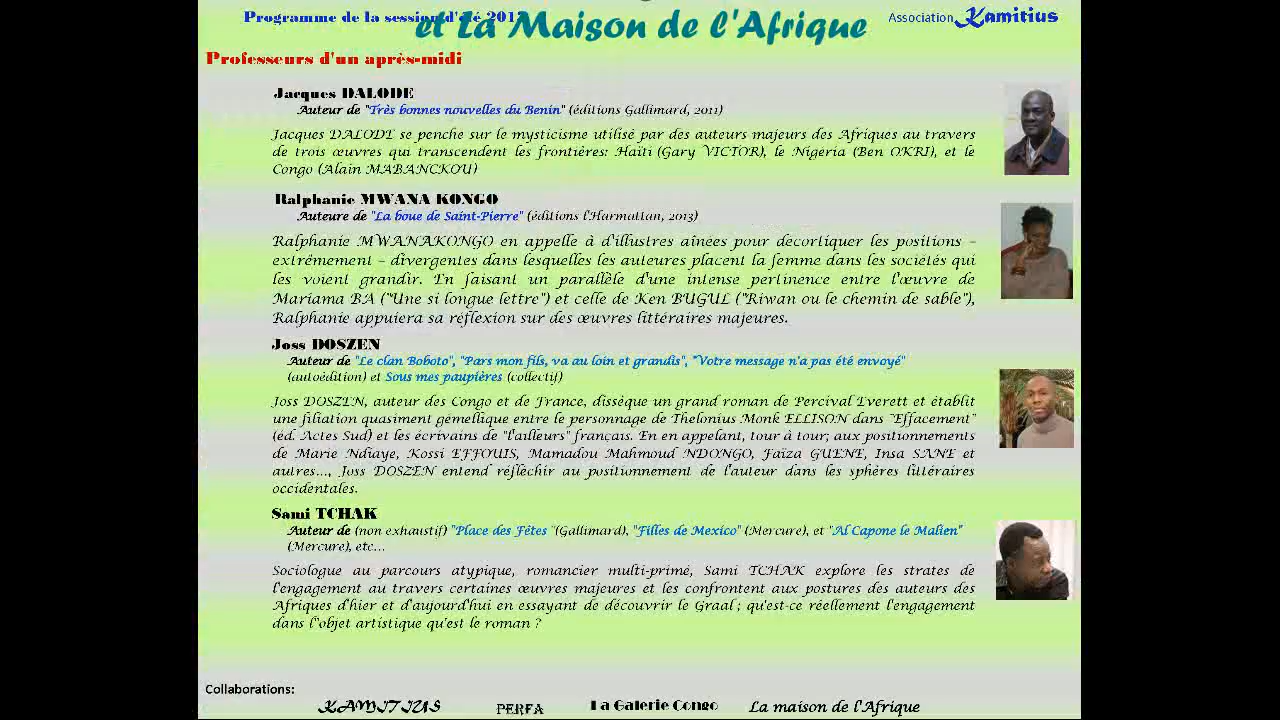 Programme de la session d'été 201
et La Maison de l'Afrique
Association Kamitius
Professeurs d'un après-midi
Jacques DALODE
Auteur de "Très bonnes nouvelles du Benin" (éditions Gallimard, 2011)
Jacques DALODE se penche sur le mysticisme utilisé par des auteurs majeurs des Afriques au travers
de trois œuvres qui transcendent les frontières: Haïti (Gary VICTOR), le Nigeria (Ben OKRI), et le
Congo (Alain MABANCKOU)
Ralphanie MWANA KONGO
Auteure de "La boue de Saint-Pierre" (éditions l'Harmattan, 2013)
Ralphanie MWANAKONGO en appelle à d'illustres aînées pour décortiquer les positions –
extrêmement – divergentes dans lesquelles les auteures placent la femme dans les sociétés qui
les voient grandir. En faisant un parallèle d'une intense pertinence entre l'œuvre de
Mariama BA ("Une si longue lettre") et celle de Ken BUGUL ("Riwan ou le chemin de sable"),
Ralphanie appuiera sa réflexion sur des œuvres littéraires majeures.
Joss DOSZEN
Auteur de "Le clan Boboto", "Pars mon fils, va au loin et grandis", "Votre message n'a pas été envoyé"
(autoédition) et Sous mes paupières (collectif)
Joss DOSZEN, auteur des Congo et de France, dissèque un grand roman de Percival Everett et établit
une filiation quasiment gémellique entre le personnage de Thelonius Monk ELLISON dans "Effacement"
(éd. Actes Sud) et les écrivains de "l'ailleurs" français. En en appelant, tour à tour; aux positionnements
de Marie Ndiaye, Kossi EFFOUIS, Mamadou Mahmoud NDONGO, Faïza GUENE, Insa SANE et
autres…, Joss DOSZEN entend réfléchir au positionnement de l'auteur dans les sphères littéraires
occidentales.
Sami TCHAK
Auteur de (non exhaustif) "Place des Fêtes "(Gallimard), "Filles de Mexico" (Mercure), et "Al Capone le Malien"
(Mercure), etc…
Sociologue au parcours atypique, romancier multi-primé, Sami TCHAK explore les strates de
l'engagement au travers certaines œuvres majeures et les confrontent aux postures des auteurs des
Afriques d'hier et d'aujourd'hui en essayant de découvrir le Graal ; qu'est-ce réellement l'engagement
dans l"objet artistique qu'est le roman ?
Collaborations:
KAMITIUS PERFA La Galerie Congo La maison de l'Afrique